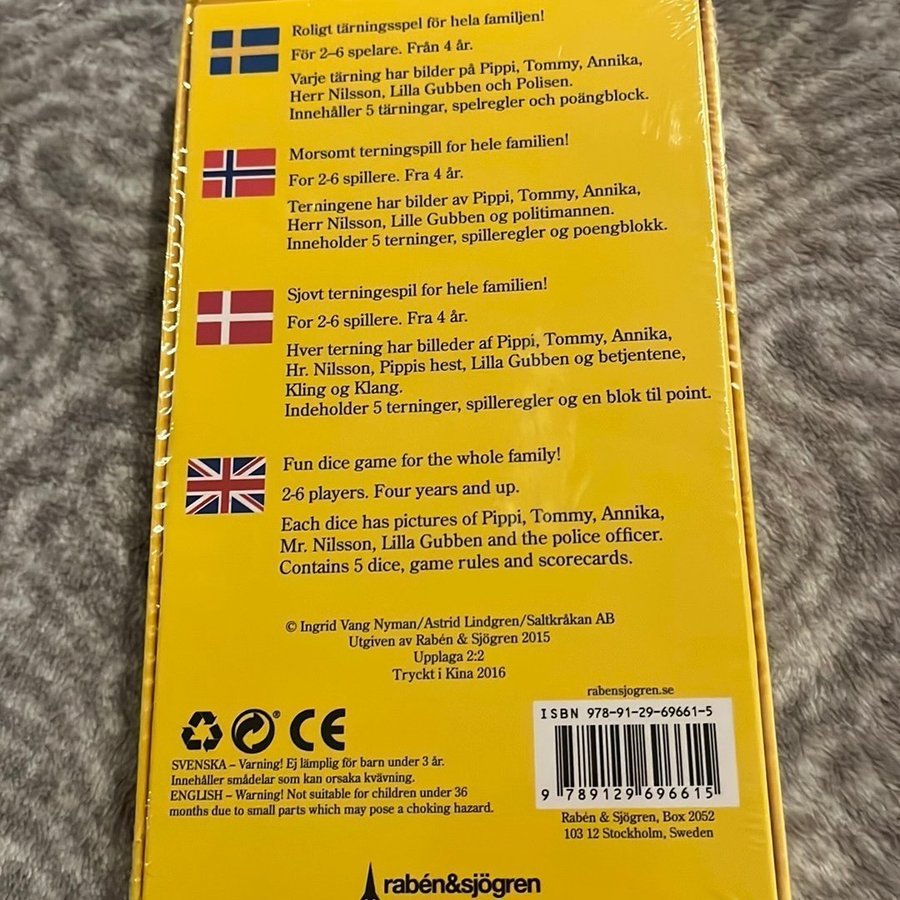 Roligt tärningsspel för hela familjen!
För 2–6 spelare. Från 4 år.
Varje tärning har bilder på Pippi, Tommy, Annika,
Herr Nilsson, Lilla Gubben och Polisen.
Innehåller 5 tärningar, spelregler och poängblock.
Morsomt terningspill for hele familien!
For 2-6 spillere. Fra 4 år.
Terningene har bilder av Pippi, Tommy, Annika,
Herr Nilsson, Lille Gubben og politimannen.
Inneholder 5 terninger, spilleregler og poengblokk.
Sjovt terningespil for hele familien!
For 2-6 spillere. Fra 4 år.
Hver terning har billeder af Pippi, Tommy, Annika,
Hr. Nilsson, Pippis hest, Lilla Gubben og betjentene,
Kling og Klang.
Indeholder 5 terninger, spilleregler og en blok til point.
Fun dice game for the whole family!
2-6 players. Four years and up.
Each dice has pictures of Pippi, Tommy, Annika,
Mr. Nilsson, Lilla Gubben and the police officer.
Contains 5 dice, game rules and scorecards.
© Ingrid Vang Nyman/Astrid Lindgren/Saltkråkan AB
Utgiven av Rabén & Sjögren 2015
Upplaga 2:2
Tryckt i Kina 2016
rabensjogren.se
ISBN 978-91-29-69661-5
9 789129 696615
CE
SVENSKA – Varning! Ej lämplig för barn under 3 år.
Innehåller smådelar som kan orsaka kvävning.
ENGLISH – Warning! Not suitable for children under 36
months due to small parts which may pose a choking hazard.
Rabén & Sjögren, Box 2052
103 12 Stockholm, Sweden
rabén&sjögren